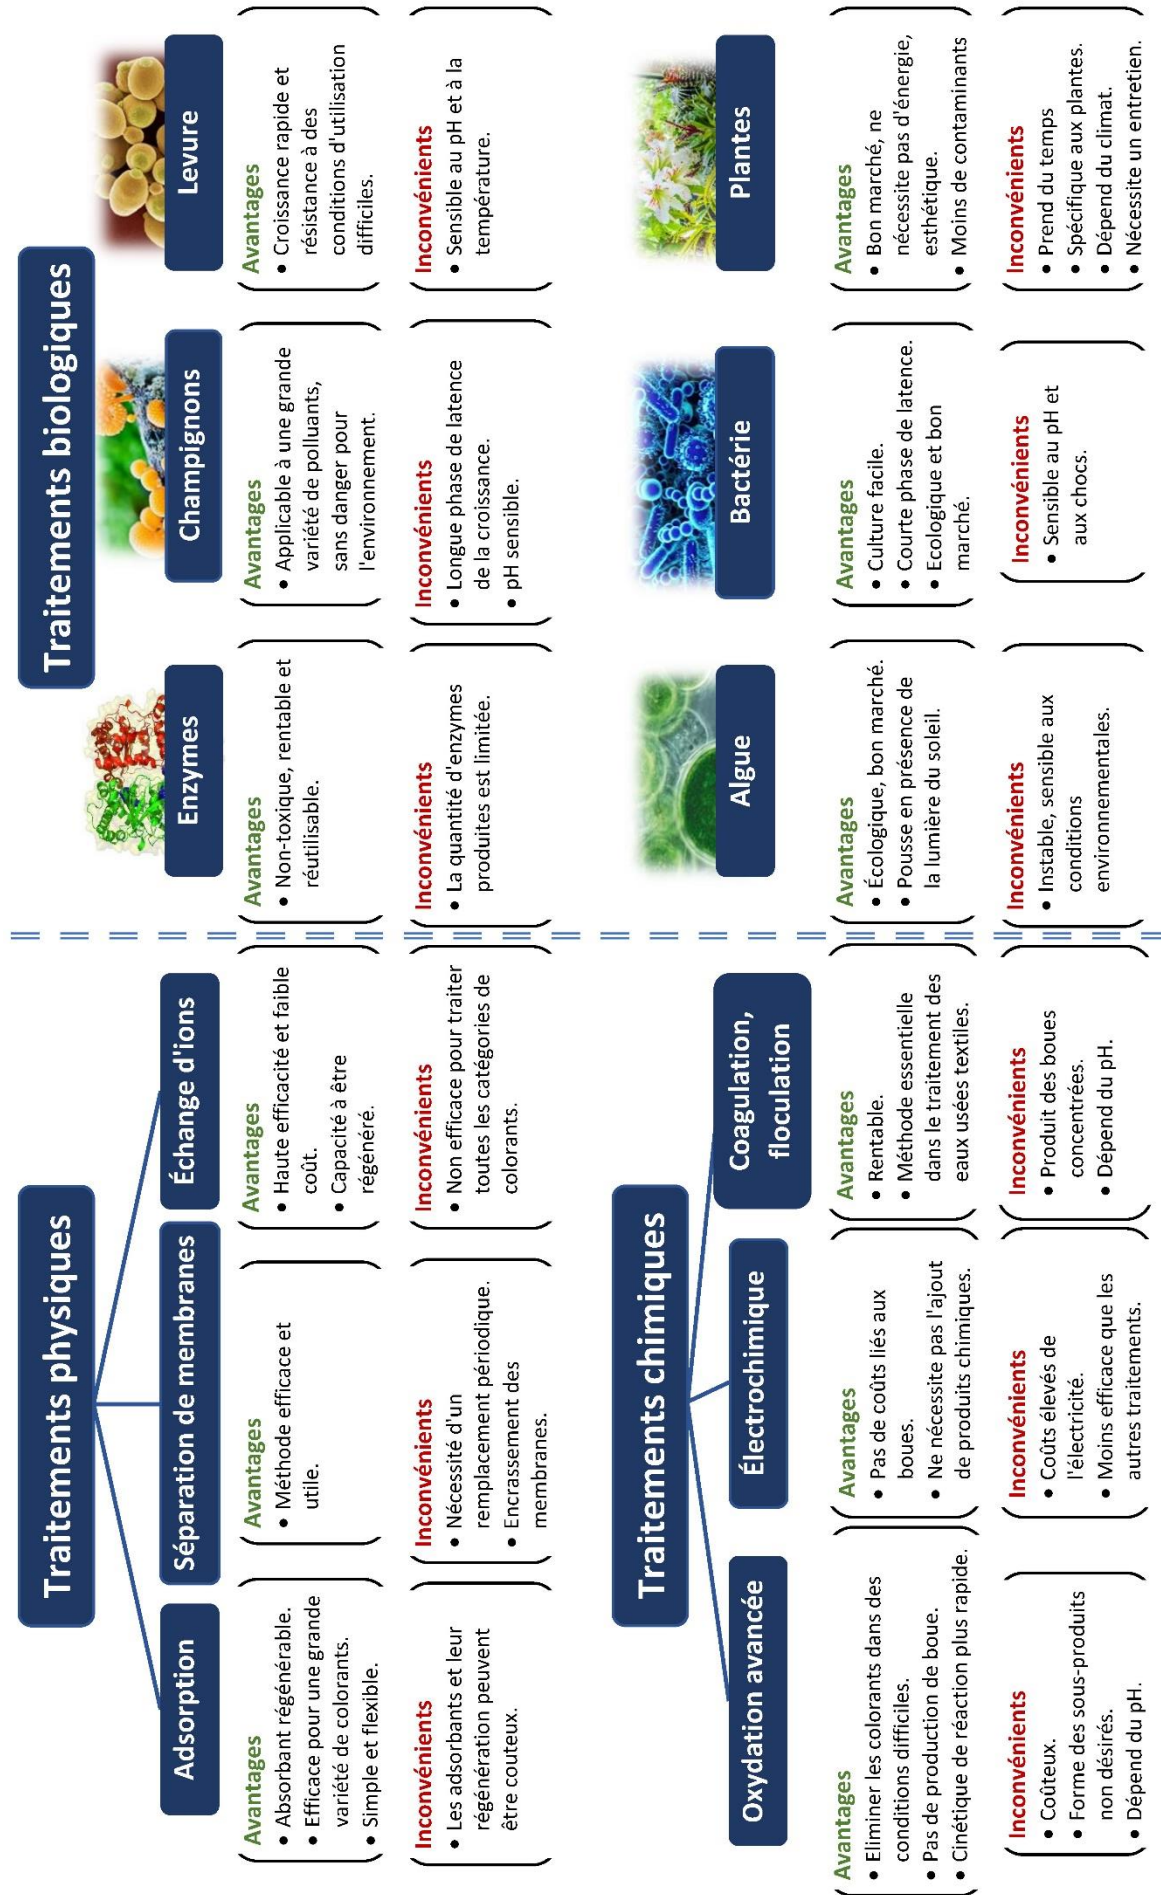 Traitements physiques
Adsorption
Avantages
• Absorbant régénérable.
• Efficace pour une grande
variété de colorants.
• Simple et flexible.
Inconvénients
• Les adsorbants et leur
régénération peuvent
être couteux.
Séparation de membranes
Avantages
• Méthode efficace et
utile.
Inconvénients
• Nécessité d'un
remplacement périodique.
• Encrassement des
membranes.
Échange d'ions
Avantages
• Haute efficacité et faible
coût.
• Capacité à être
régénéré.
Inconvénients
• Non efficace pour traiter
toutes les catégories de
colorants.
Traitements biologiques
Enzymes
Avantages
• Non-toxique, rentable et
réutilisable.
Inconvénients
• La quantité d'enzymes
produites est limitée.
Champignons
Avantages
• Applicable à une grande
variété de polluants,
sans danger pour
l'environnement.
Inconvénients
• Longue phase de latence
de la croissance.
• pH sensible.
Levure
Avantages
• Croissance rapide et
résistance à des
conditions d'utilisation
difficiles.
Inconvénients
• Sensible au pH et à la
température.
Traitements chimiques
Oxydation avancée
Avantages
• Eliminer les colorants dans des
conditions difficiles.
• Pas de production de boue.
• Cinétique de réaction plus rapide.
Inconvénients
• Coûteux.
• Forme des sous-produits
non désirés.
• Dépend du pH.
Électrochimique
Avantages
• Pas de coûts liés aux
boues.
• Ne nécessite pas l'ajout
de produits chimiques.
Inconvénients
• Coûts élevés de
l'électricité.
• Moins efficace que les
autres traitements.
Coagulation,
floculation
Avantages
• Rentable.
• Méthode essentielle
dans le traitement des
eaux usées textiles.
Inconvénients
• Produit des boues
concentrées.
• Dépend du pH.
Algue
Avantages
• Écologique, bon marché.
• Pousse en présence de
la lumière du soleil.
Inconvénients
• Instable, sensible aux
conditions
environnementales.
Bactérie
Avantages
• Culture facile.
• Courte phase de latence.
• Ecologique et bon
marché.
Inconvénients
• Sensible au pH et
aux chocs.
Plantes
Avantages
• Bon marché, ne
nécessite pas d'énergie,
esthétique.
• Moins de contaminants
Inconvénients
• Prend du temps
• Spécifique aux plantes.
• Dépend du climat.
• Nécessite un entretien.